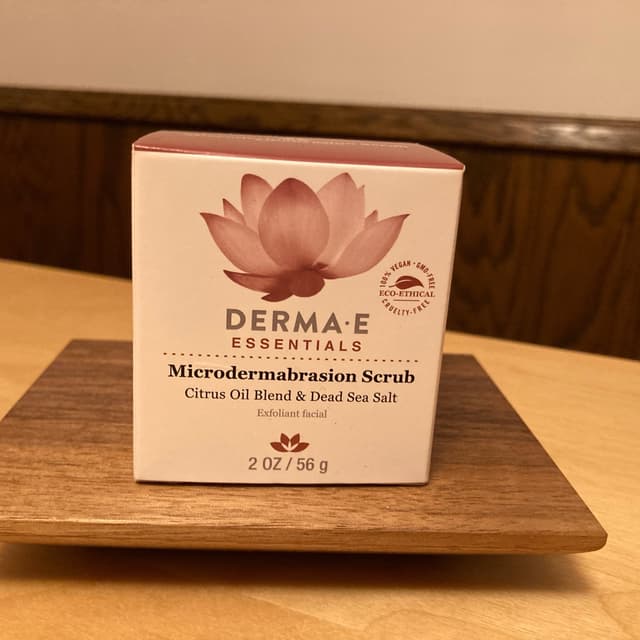 100% VEGAN • GMO-FREE
ECO-ETHICAL
CRUELTY-FREE
DERMA·E
ESSENTIALS
Microdermabrasion Scrub
Citrus Oil Blend & Dead Sea Salt
Exfoliant facial
2 OZ / 56 g